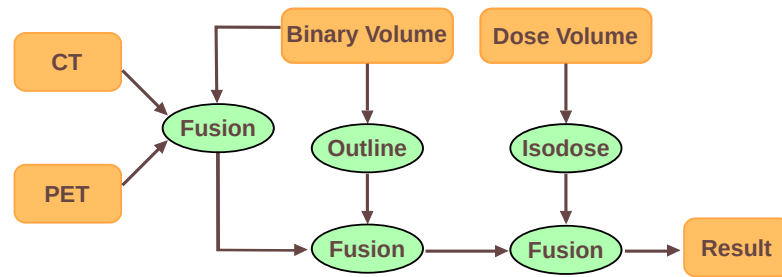 Binary Volume
Dose Volume
CT
Fusion
Outline
Isodose
PET
Fusion
Fusion
Result